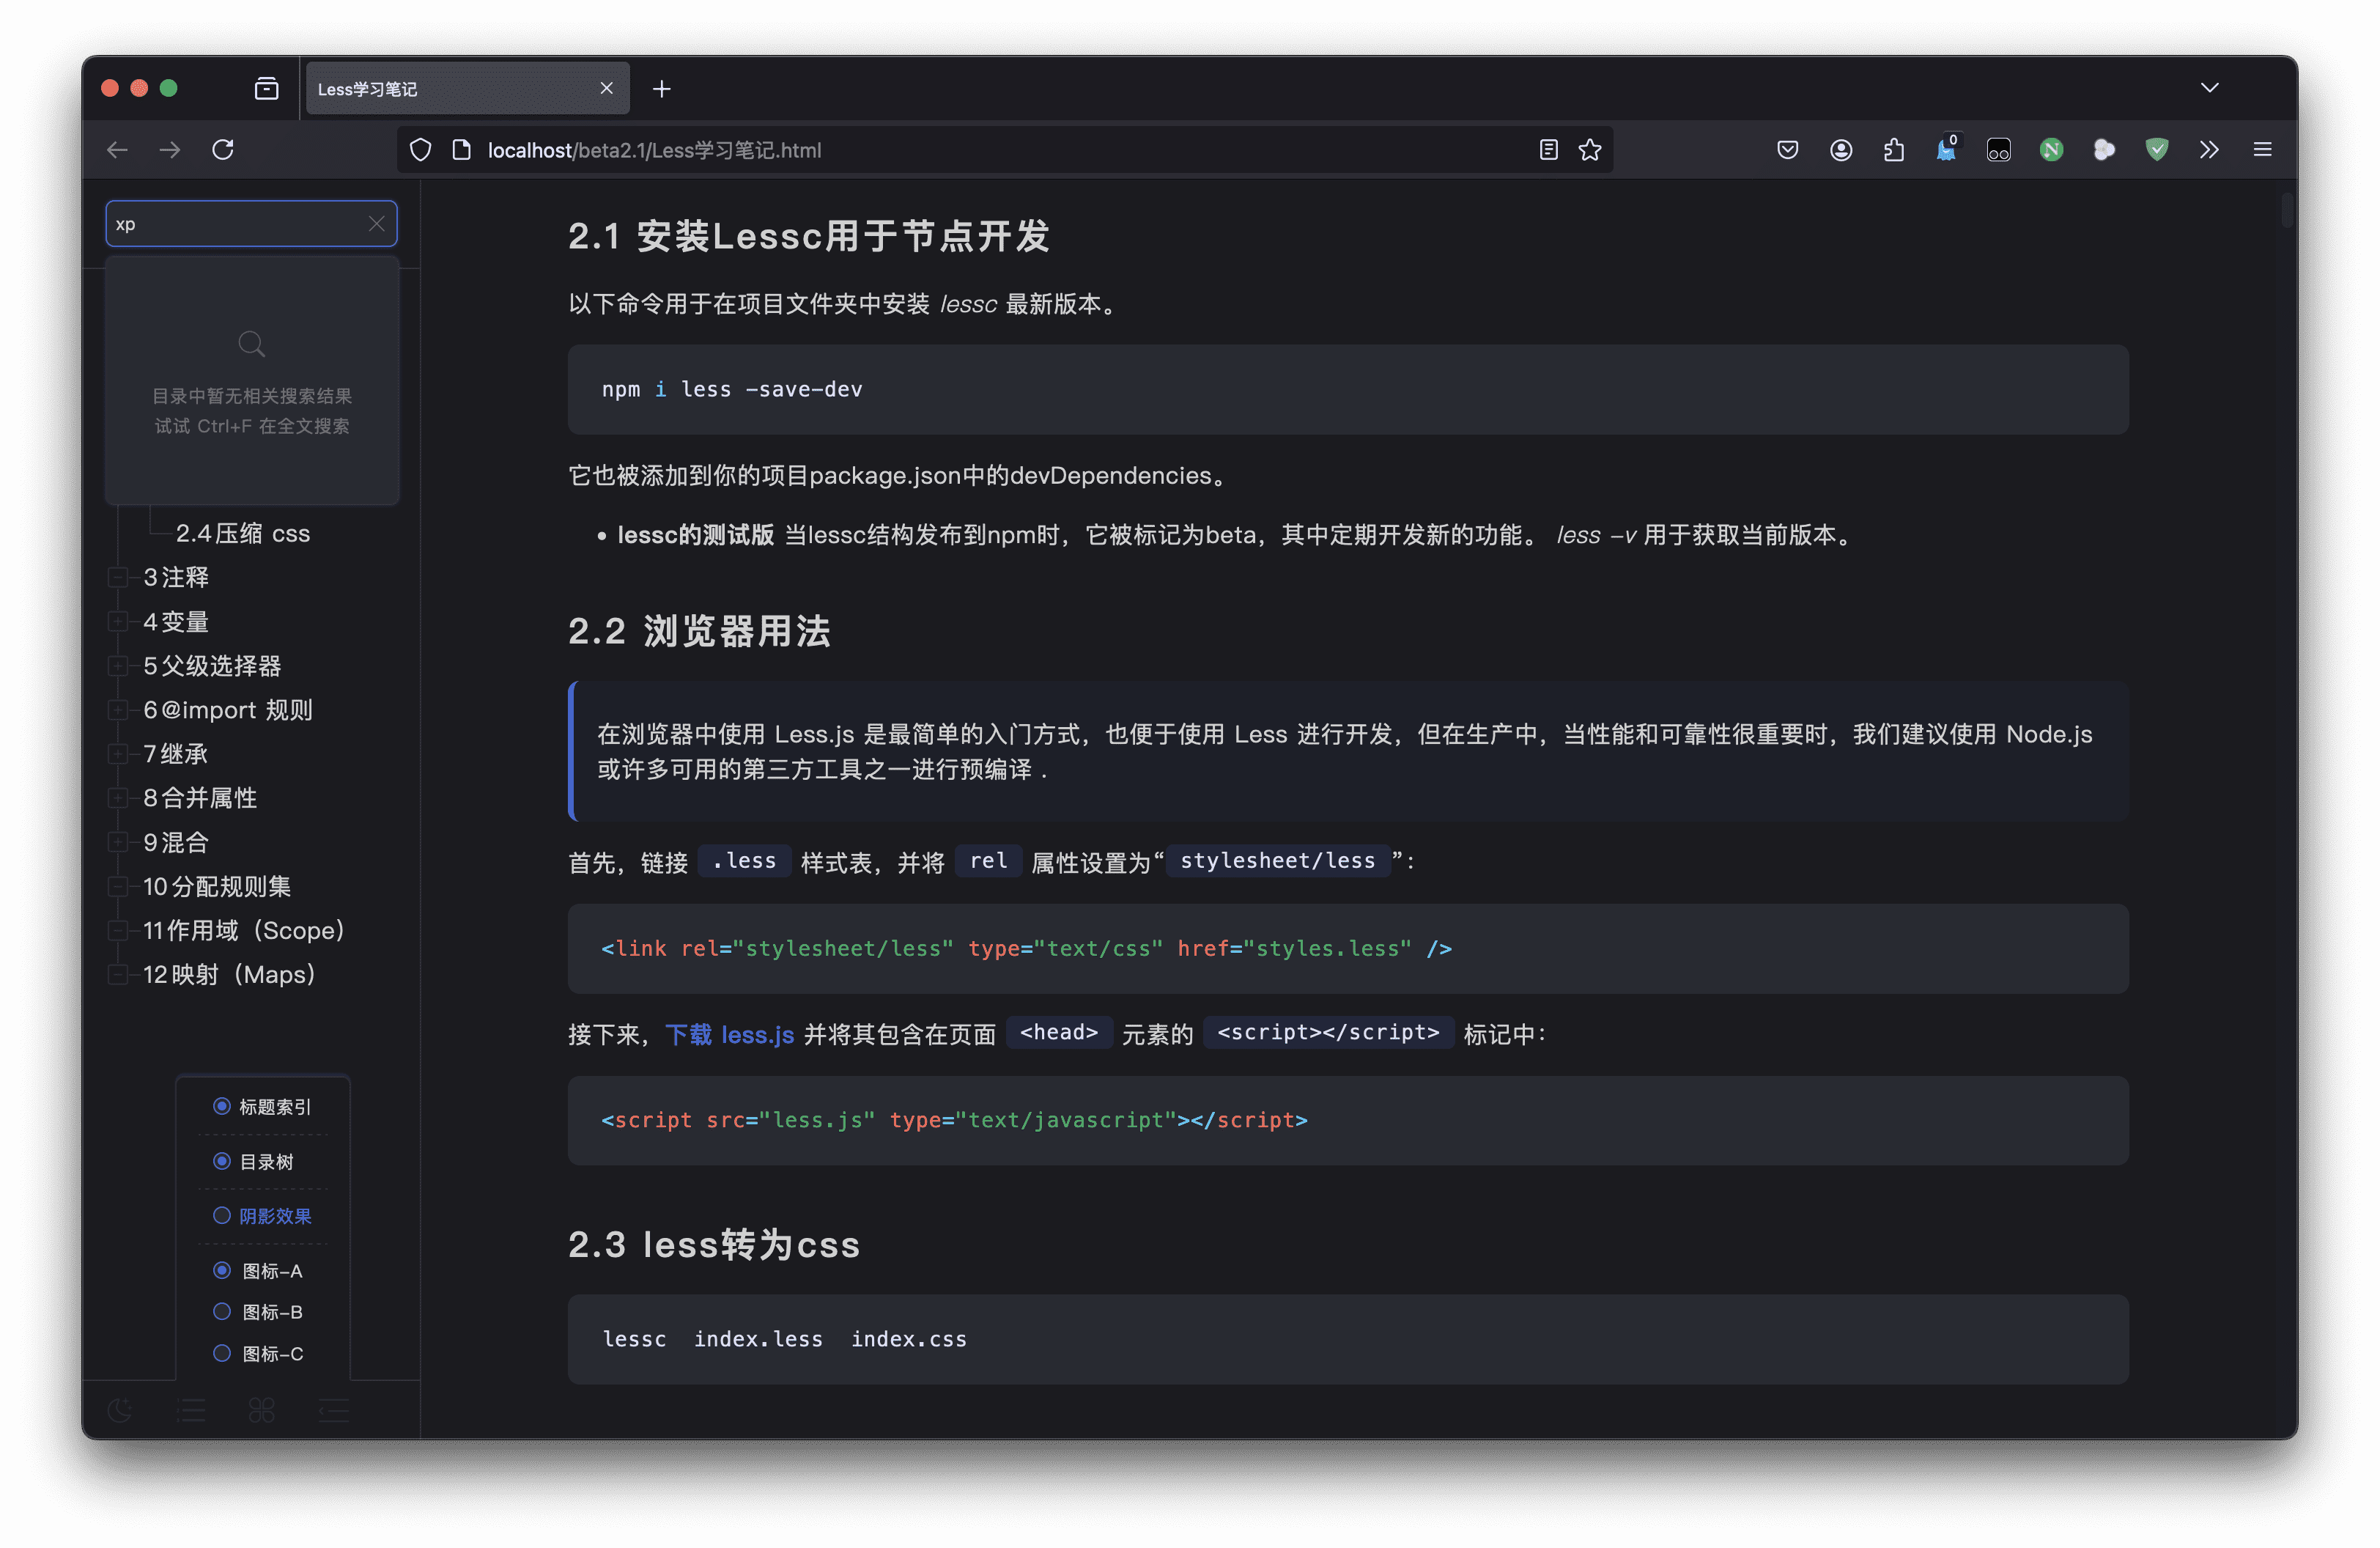 Less学习笔记
localhost/beta2.1/Less学习笔记.html
0
N
xp
目录中暂无相关搜索结果
试试 Ctrl+F 在全文搜索
2.4压缩 css
3注释
4变量
5父级选择器
6@import 规则
7继承
8合并属性
9混合
10分配规则集
11作用域（Scope）
12映射（Maps）
标题索引
目录树
阴影效果
图标-A
图标-B
图标-C
2.1 安装Lessc用于节点开发
以下命令用于在项目文件夹中安装 lessc 最新版本。
npm i less -save-dev
它也被添加到你的项目package.json中的devDependencies。
• lessc的测试版 当lessc结构发布到npm时，它被标记为beta，其中定期开发新的功能。 less -v 用于获取当前版本。
2.2 浏览器用法
在浏览器中使用 Less.js 是最简单的入门方式，也便于使用 Less 进行开发，但在生产中，当性能和可靠性很重要时，我们建议使用 Node.js
或许多可用的第三方工具之一进行预编译 .
首先，链接 .less 样式表，并将 rel 属性设置为“ stylesheet/less ”：
<link rel="stylesheet/less" type="text/css" href="styles.less" />
接下来，下载 less.js 并将其包含在页面 <head> 元素的 <script></script> 标记中：
<script src="less.js" type="text/javascript"></script>
2.3 less转为css
lessc  index.less  index.css